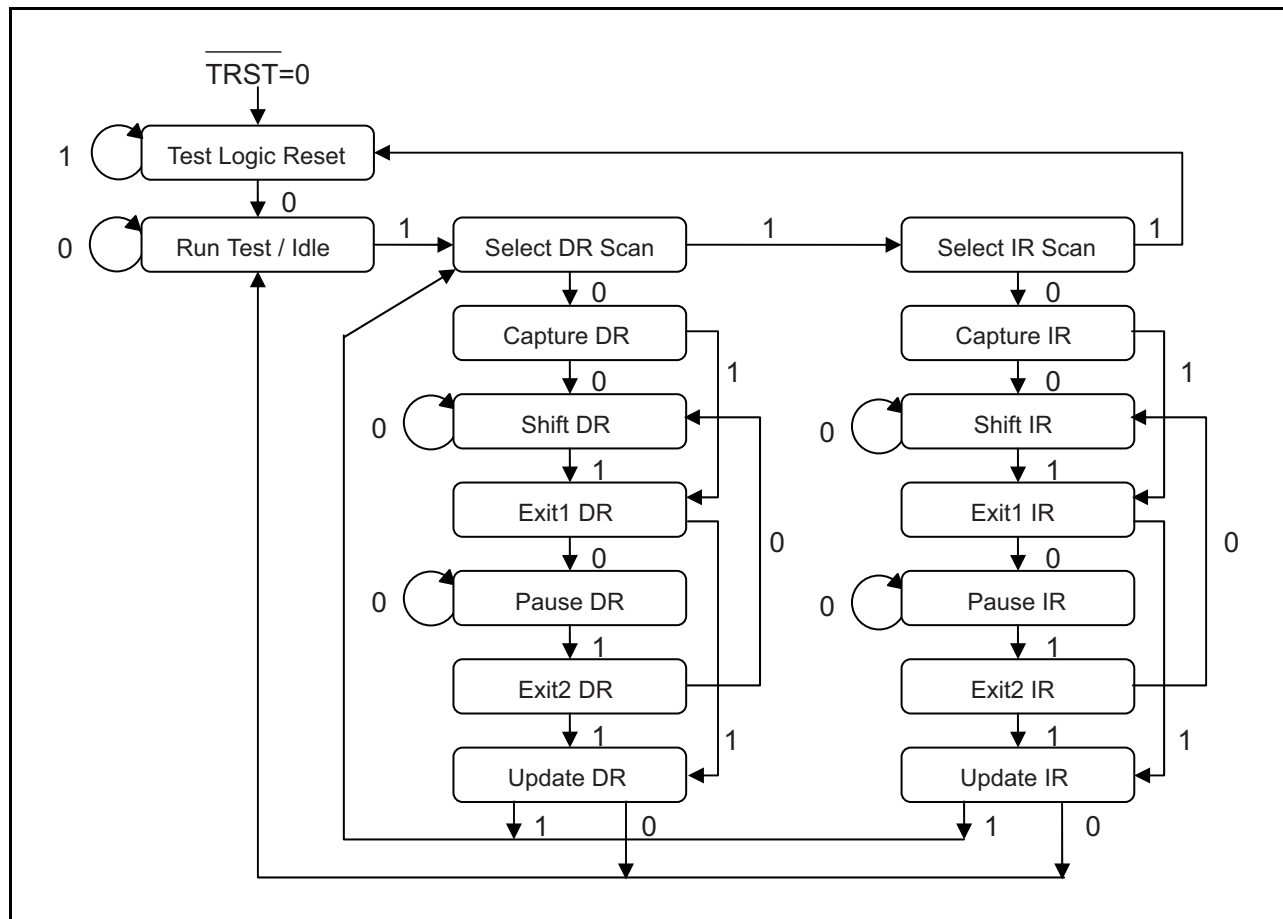 TRST=0
1
Test Logic Reset
0
0
Run Test / Idle
1
Select DR Scan
1
Select IR Scan
1
0
0
Capture DR
Capture IR
1
1
0
0
0
Shift DR
0
Shift IR
1
1
Exit1 DR
Exit1 IR
0
0
0
0
0
Pause DR
0
Pause IR
1
1
Exit2 DR
Exit2 IR
1
1
1
1
Update DR
Update IR
1
0
1
0